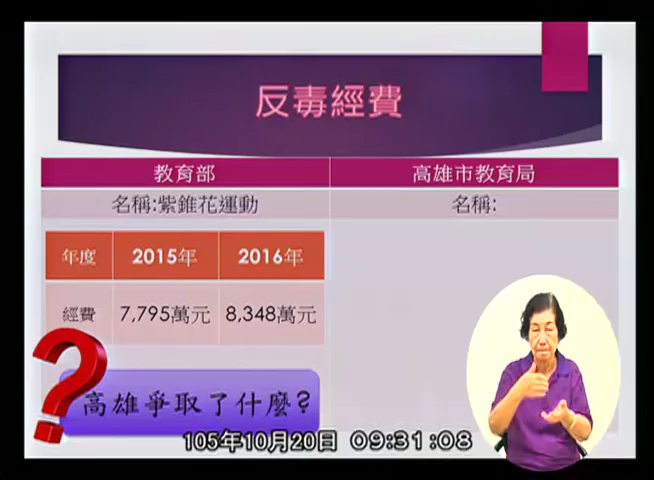 反毒經費
教育部 高雄市教育局
名稱:紫錐花運動 名稱:
年度 2015年 2016年
經費 7,795萬元 8,348萬元
?
高雄爭取了什麼?
105年10月20日 09:31:08